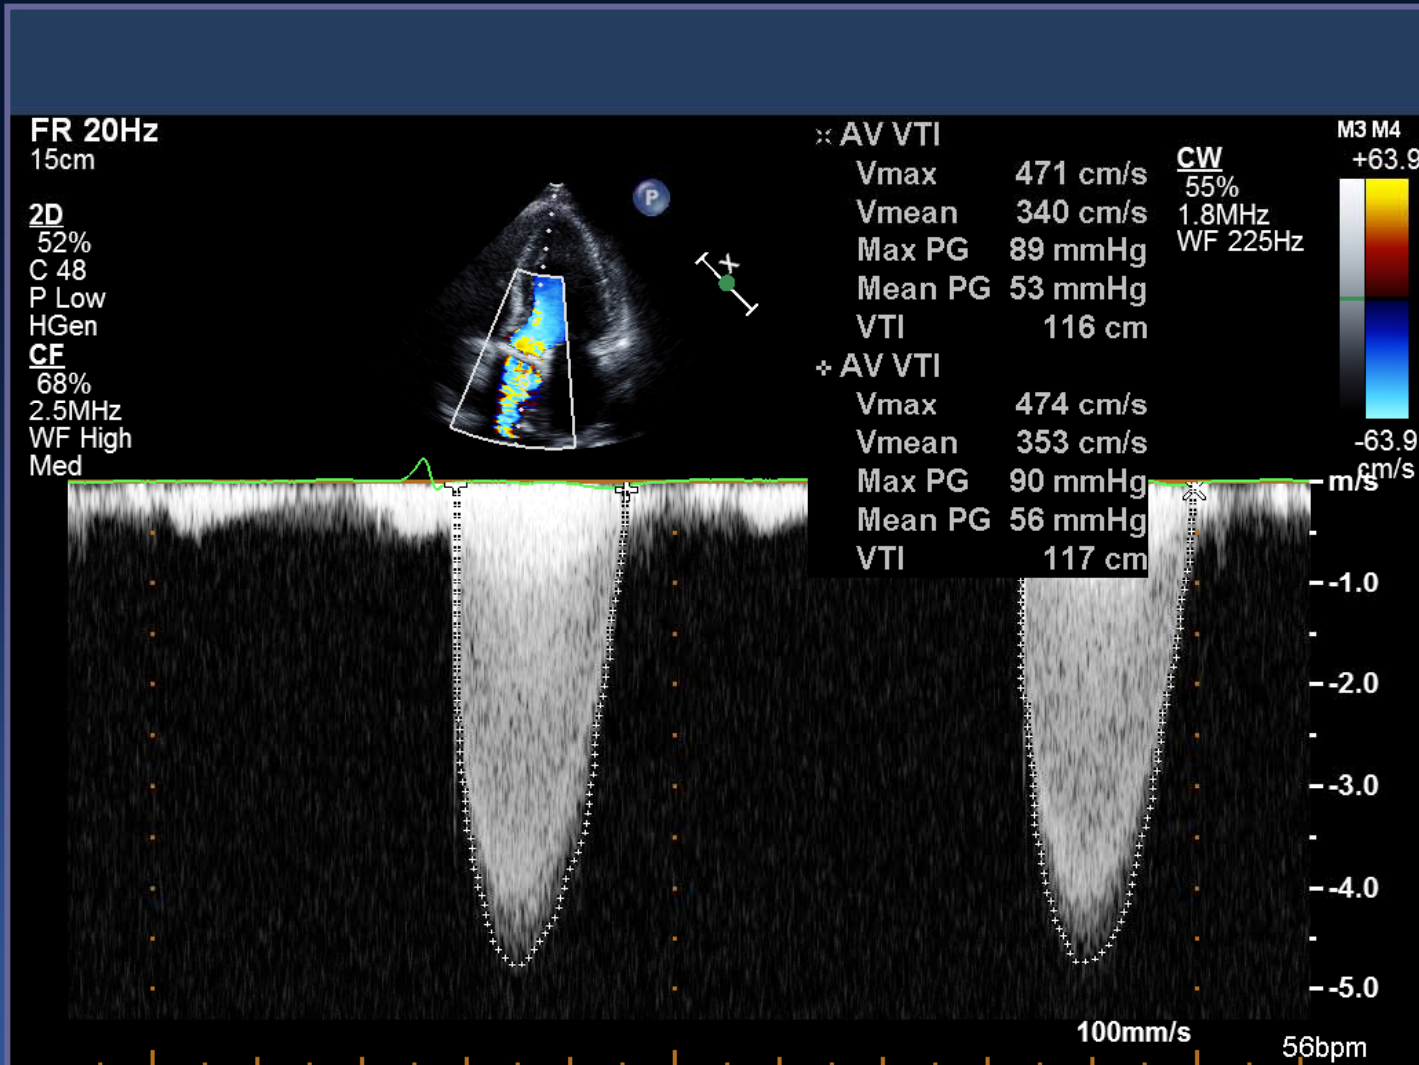 FR 20Hz
15cm
2D
52%
C 48
P Low
HGen
CF
68%
2.5MHz
WF High
Med
P
X
AV VTI
Vmax 471 cm/s
Vmean 340 cm/s
Max PG 89 mmHg
Mean PG 53 mmHg
VTI 116 cm
AV VTI
Vmax 474 cm/s
Vmean 353 cm/s
Max PG 90 mmHg
Mean PG 56 mmHg
VTI 117 cm
CW
55%
1.8MHz
WF 225Hz
M3 M4
+63.9
-63.9
cm/s
m/s
-1.0
-2.0
-3.0
-4.0
-5.0
100mm/s
56bpm